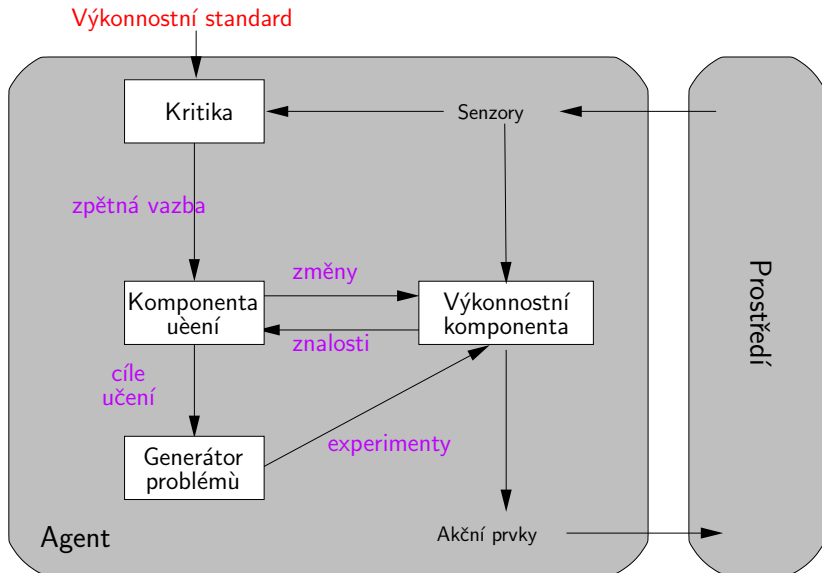 Výkonnostní standard
Kritika
Senzory
zpětná vazba
změny
Komponenta
uèení
Výkonnostní
komponenta
znalosti
cíle
učení
experimenty
Generátor
problémù
Agent
Akční prvky
Prostředí